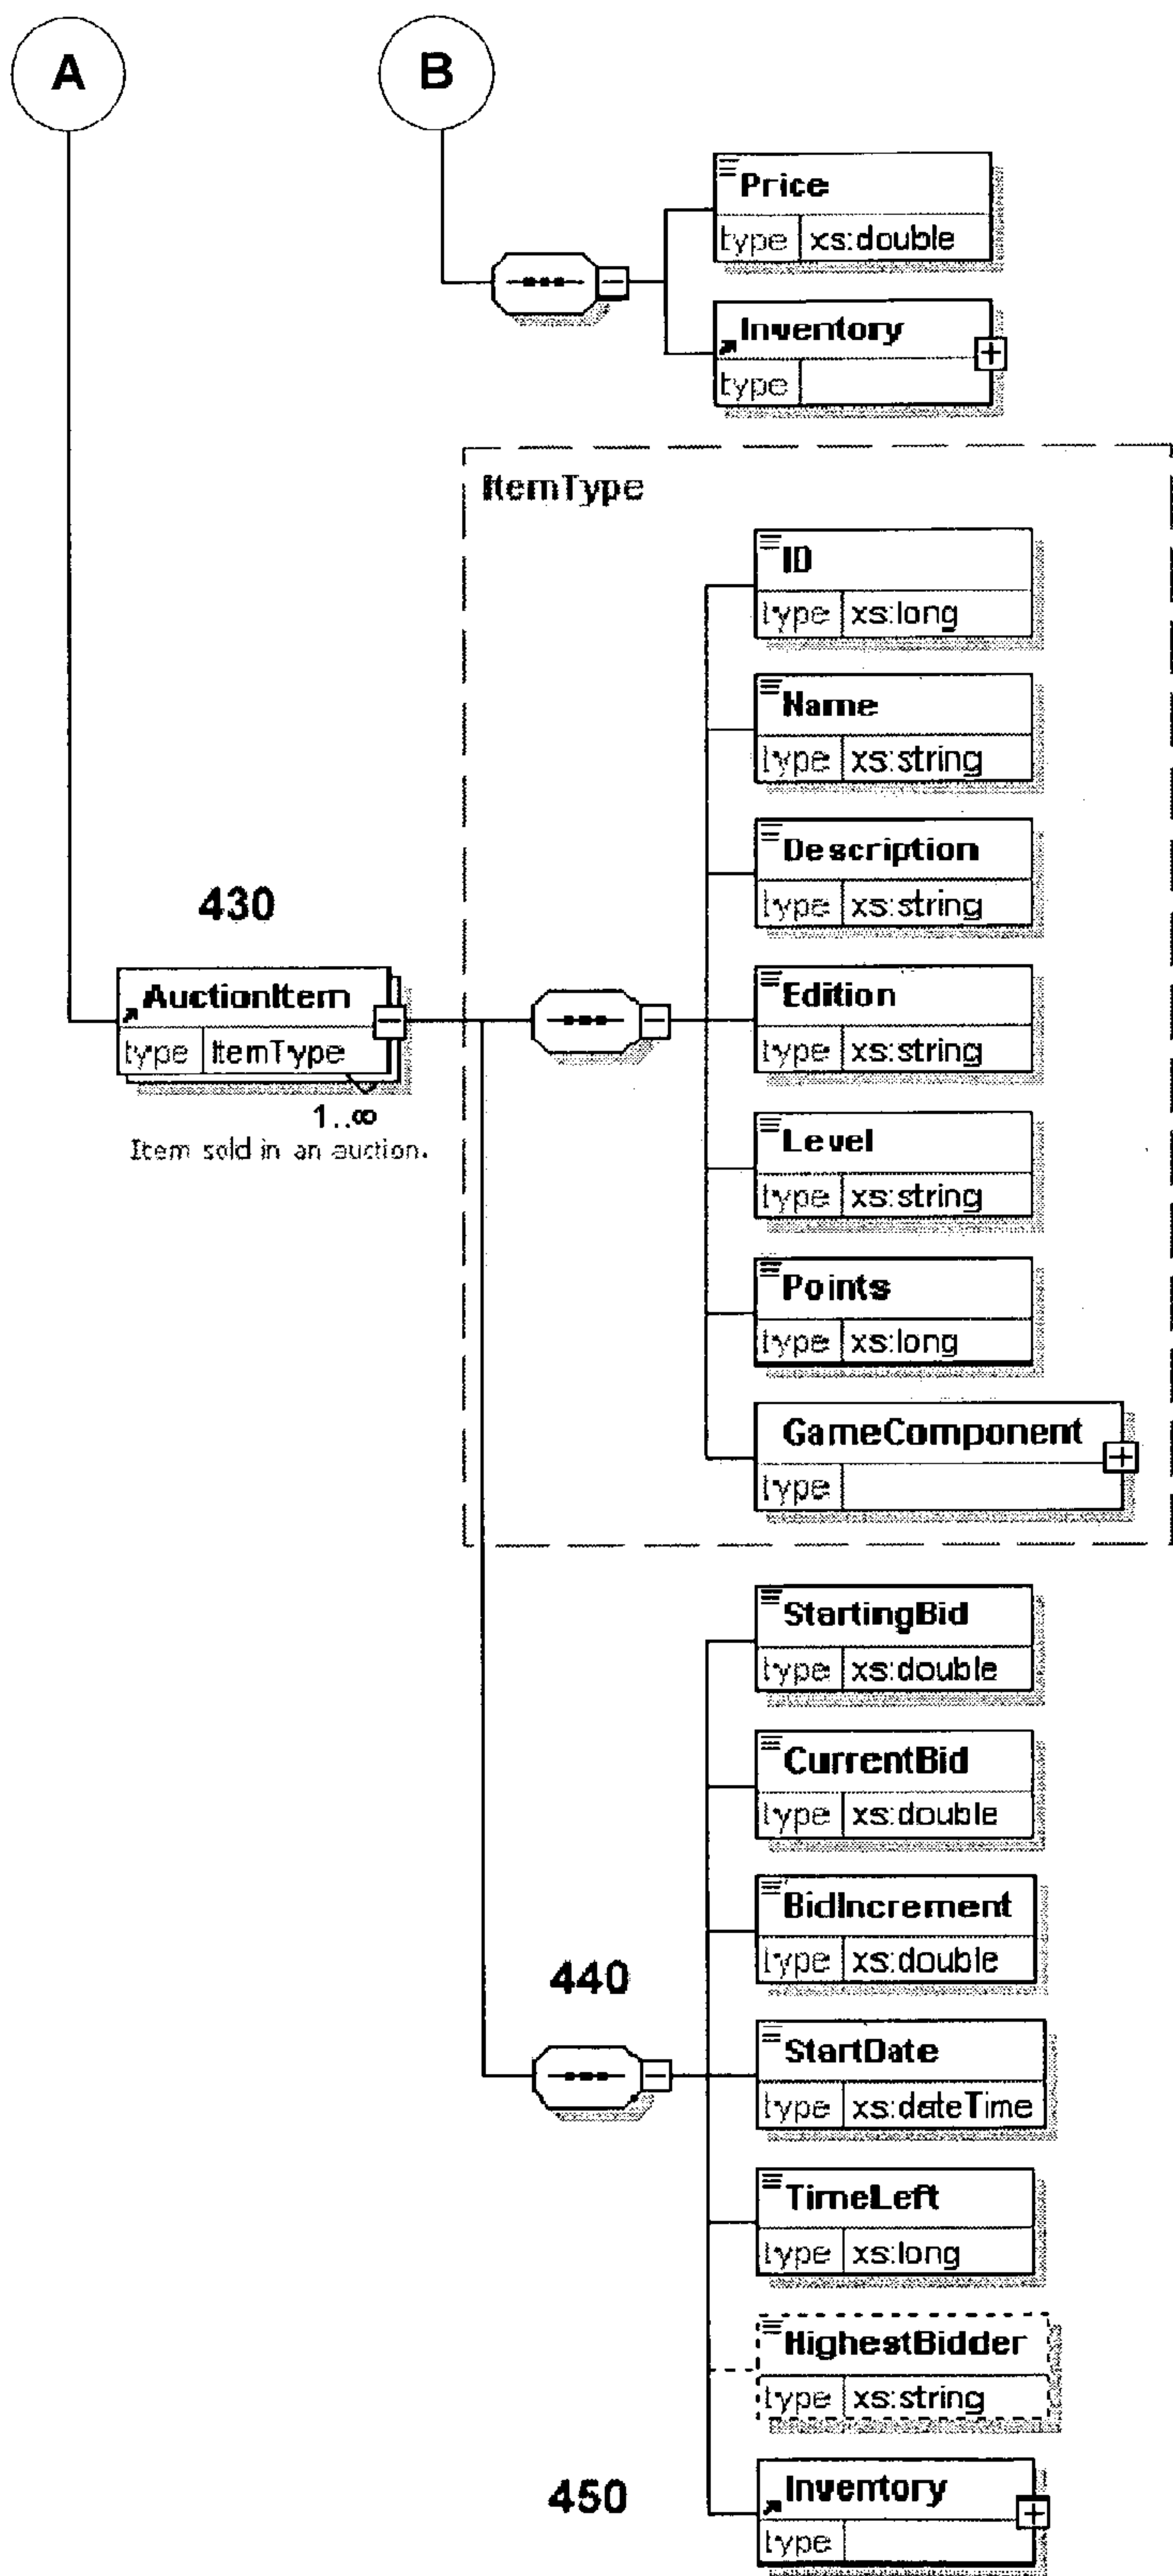 A
B
Price
type xs:double
Inventory
type
ItemType
ID
type xs:long
Name
type xs:string
Description
type xs:string
430
AuctionItem
type ItemType
1..∞
Item sold in an auction.
Edition
type xs:string
Level
type xs:string
Points
type xs:long
GameComponent
type
StartingBid
type xs:double
CurrentBid
type xs:double
BidIncrement
type xs:double
440
StartDate
type xs:dateTime
TimeLeft
type xs:long
HighestBidder
type xs:string
450
Inventory
type